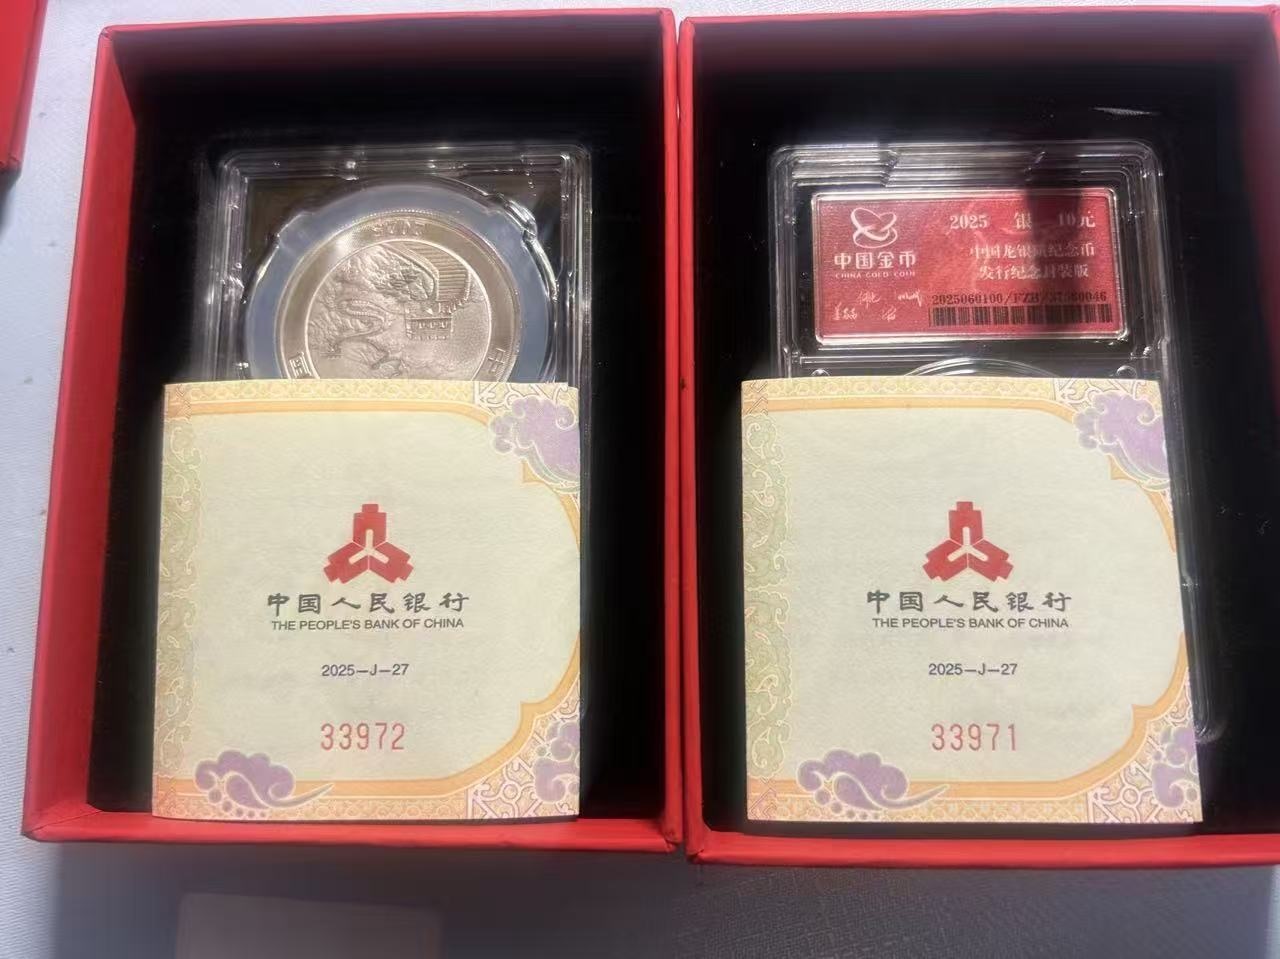 中国人民银行
THE PEOPLE'S BANK OF CHINA
2025-J-27
33972
中国金币
CHINA GOLD COIN
2025 银 10元
中国龙银质纪念币
发行纪念封装版
中国人民银行
THE PEOPLE'S BANK OF CHINA
2025-J-27
33971